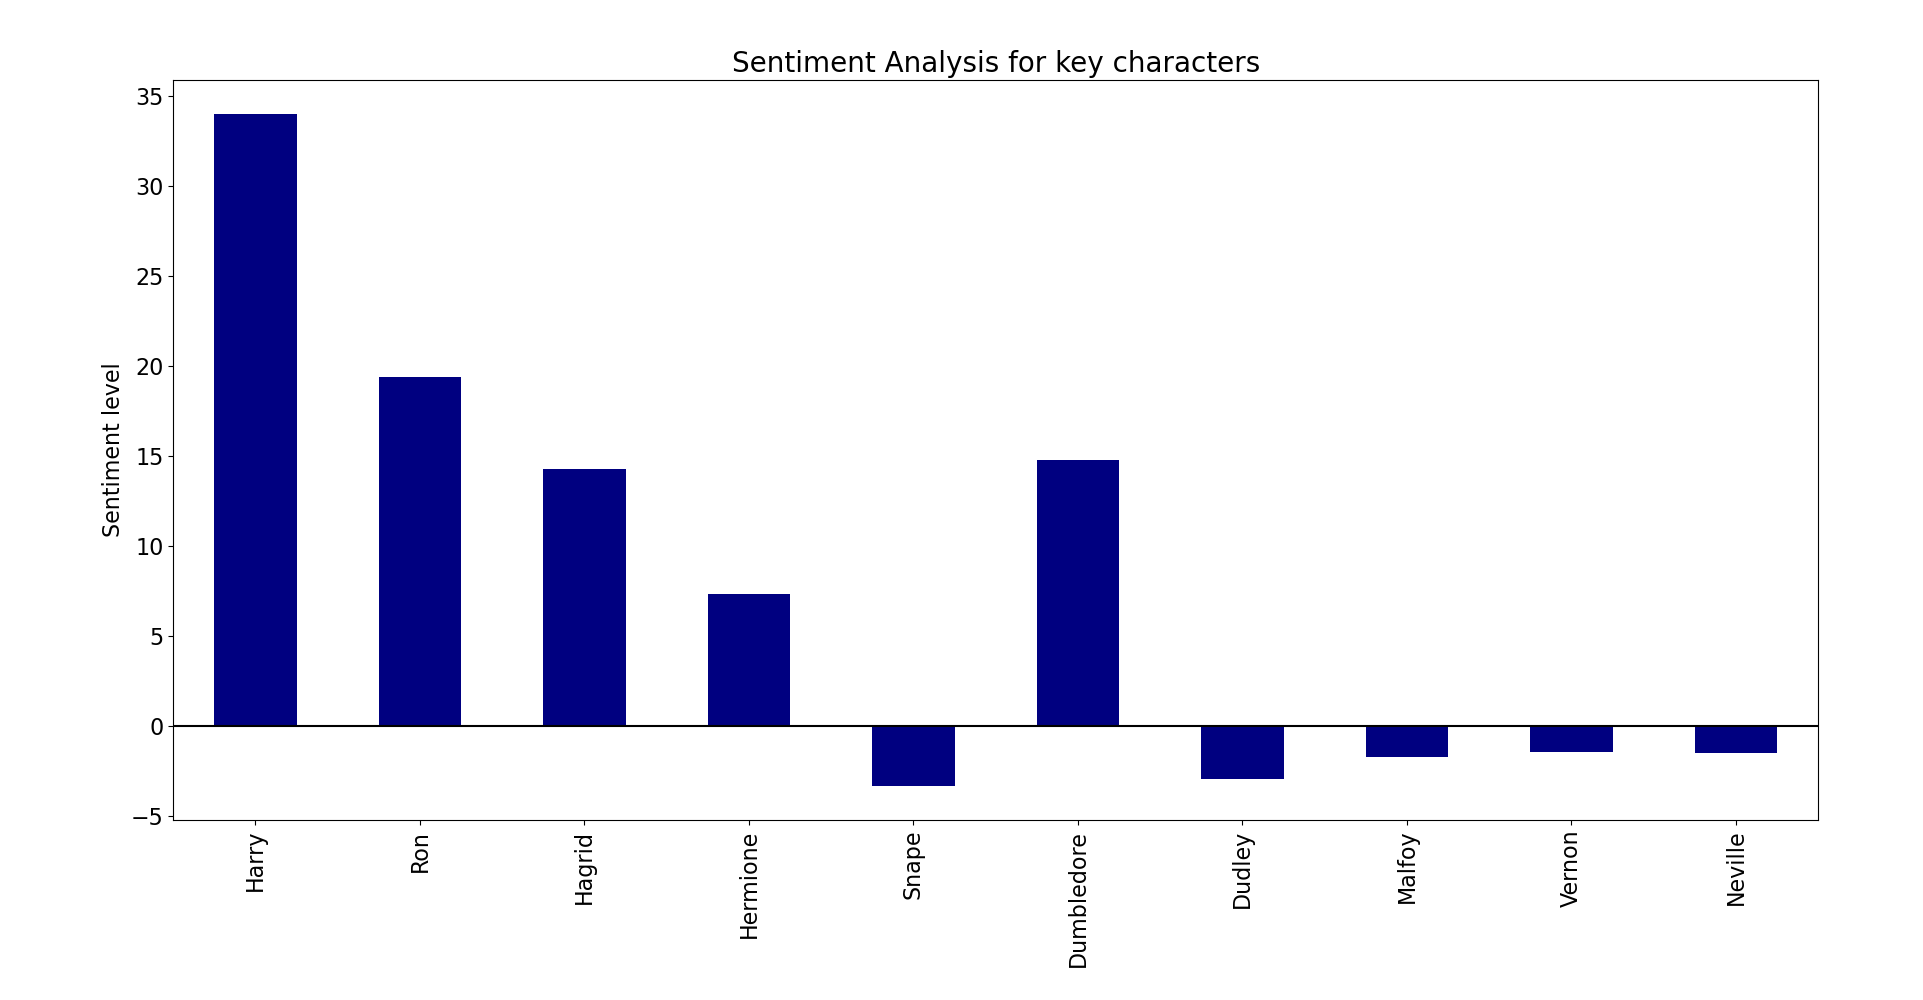 Sentiment Analysis for key characters
35
30
25
20
15
10
5
0
−5
Sentiment level
Harry
Ron
Hagrid
Hermione
Snape
Dumbledore
Dudley
Malfoy
Vernon
Neville